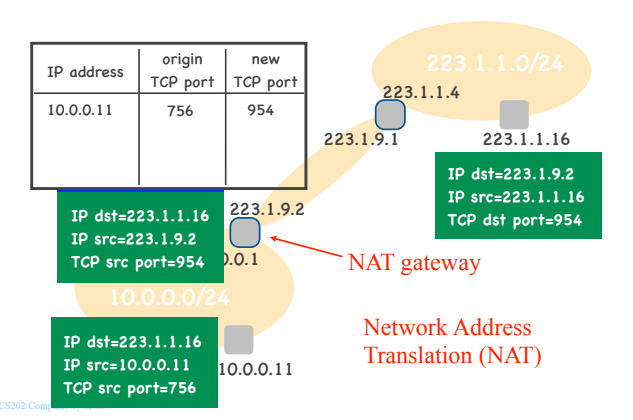 IP address origin TCP port new TCP port
10.0.0.11 756 954
223.1.1.0/24
223.1.1.4
223.1.9.1
223.1.1.16
IP dst=223.1.9.2
IP src=223.1.1.16
TCP dst port=954
IP dst=223.1.1.16
IP src=223.1.9.2
TCP src port=954
223.1.9.2
0.1
NAT gateway
10.0.0.0/24
Network Address
Translation (NAT)
IP dst=223.1.1.16
IP src=10.0.0.11
TCP src port=756
10.0.0.11
CS202